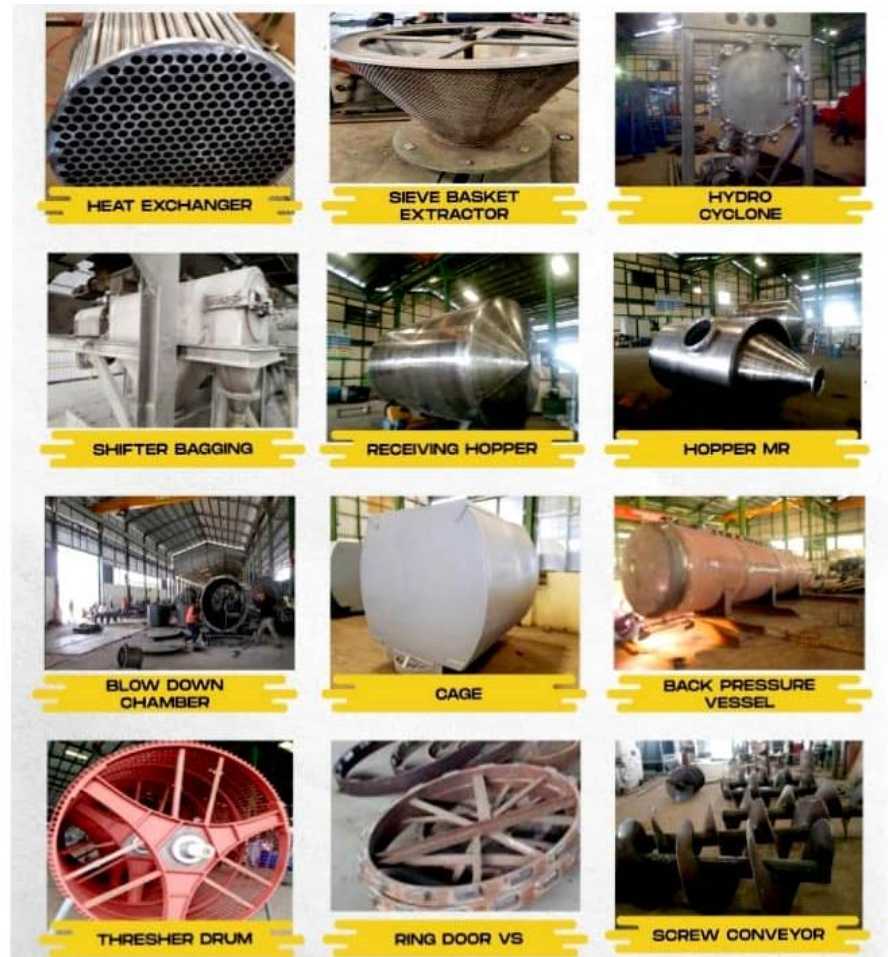 HEAT EXCHANGER
SIEVE BASKET
EXTRACTOR
HYDRO
CYCLONE
SHIFTER BAGGING
RECEIVING HOPPER
HOPPER MR
BLOW DOWN
CHAMBER
CAGE
BACK PRESSURE
VESSEL
THRESHER DRUM
RING DOOR VS
SCREW CONVEYOR